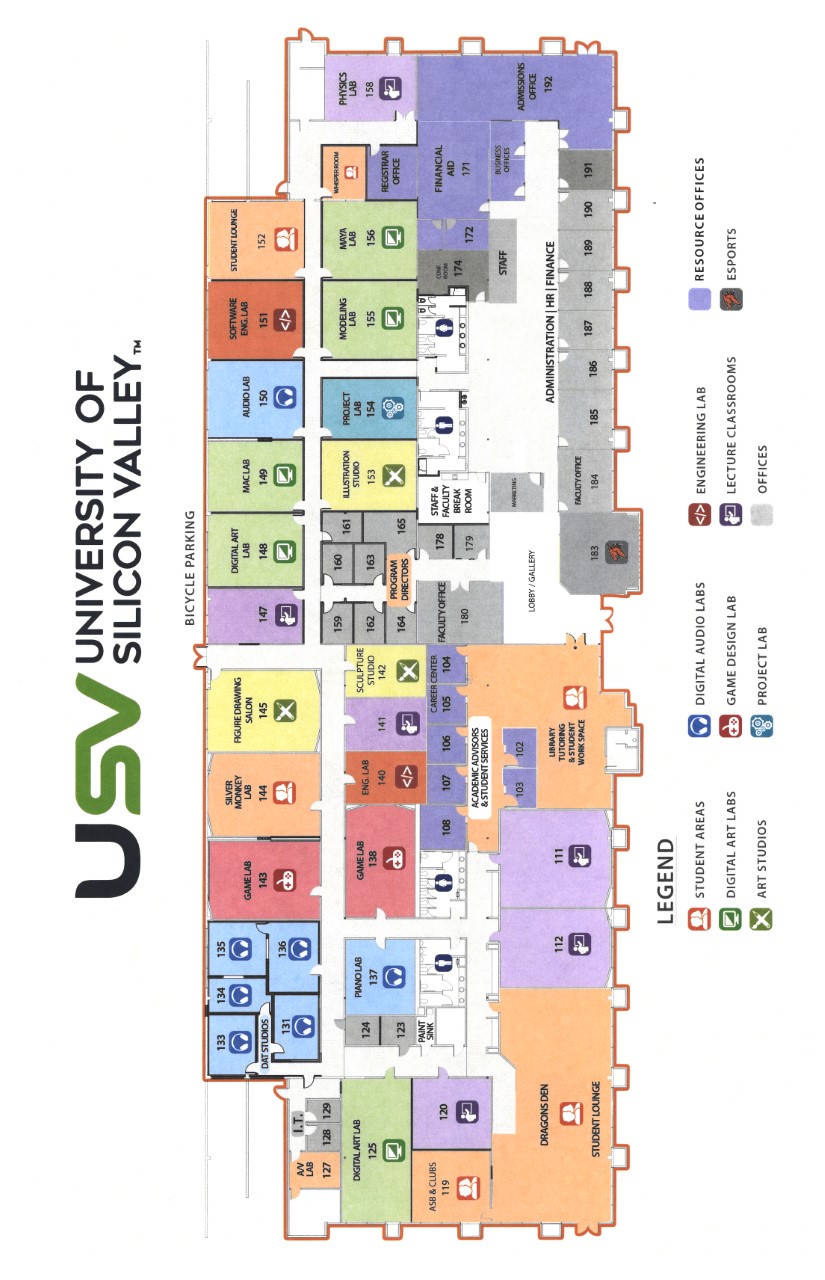 USV UNIVERSITY OF
SILICON VALLEY™
BICYCLE PARKING
133
134
135
DAT STUDIOS
131
136
GAME LAB
143
SILVER
MONKEY
LAB
144
FIGURE DRAWING
SALON
145
147
DIGITAL ART
LAB
148
MAC LAB
149
AUDIO LAB
150
SOFTWARE
ENG. LAB
151
STUDENT LOUNGE
152
A/V
LAB
127
I.T.
128
129
DIGITAL ART LAB
125
124
123
PAINT
SINK
PIANO LAB
137
GAME LAB
138
ENG. LAB
140
141
SCULPTURE
STUDIO
142
159
160
161
162
163
164
PROGRAM
DIRECTORS
165
ILLUSTRATION
STUDIO
153
PROJECT
LAB
154
MODELING
LAB
155
MAYA
LAB
156
WHISPER ROOM
REGISTRAR
OFFICE
PHYSICS
LAB
158
ASB & CLUBS
119
120
108
107
106
CAREER CENTER
105
104
ACADEMIC ADVISORS
& STUDENT SERVICES
FACULTY OFFICE
180
178
179
STAFF &
FACULTY
BREAK
ROOM
CONF.
ROOM
174
172
FINANCIAL
AID
171
STAFF
BUSINESS
OFFICES
MARKETING
ADMISSIONS
OFFICE
192
DRAGONS DEN
STUDENT LOUNGE
112
111
103
102
LIBRARY
TUTORING
& STUDENT
WORK SPACE
LOBBY / GALLERY
ADMINISTRATION | HR | FINANCE
183
FACULTY OFFICE
184
185
186
187
188
189
190
191
LEGEND
STUDENT AREAS
DIGITAL ART LABS
ART STUDIOS
DIGITAL AUDIO LABS
GAME DESIGN LAB
PROJECT LAB
ENGINEERING LAB
LECTURE CLASSROOMS
OFFICES
RESOURCE OFFICES
ESPORTS